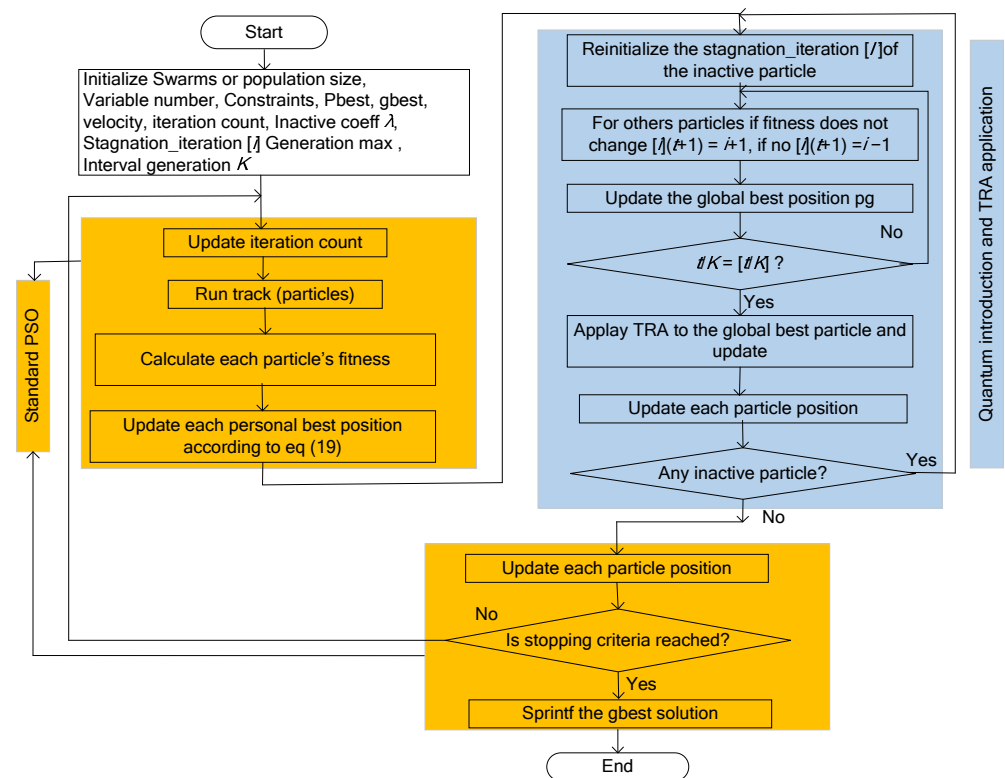 Start
Initialize Swarms or population size,
Variable number, Constraints, Pbest, gbest,
velocity, iteration count, Inactive coeff λ,
Stagnation_iteration [I] Generation max ,
Interval generation K
Update iteration count
Run track (particles)
Calculate each particle's fitness
Update each personal best position
according to eq (19)
Standard PSO
Reinitialize the stagnation_iteration [I]of
the inactive particle
For others particles if fitness does not
change [I](t+1) = i+1, if no [I](t+1) =i−1
Update the global best position pg
No
t/K = [t/K] ?
Yes
Applay TRA to the global best particle and
update
Update each particle position
Any inactive particle?
Yes
No
Quantum introduction and TRA application
Update each particle position
No
Is stopping criteria reached?
Yes
Sprintf the gbest solution
End